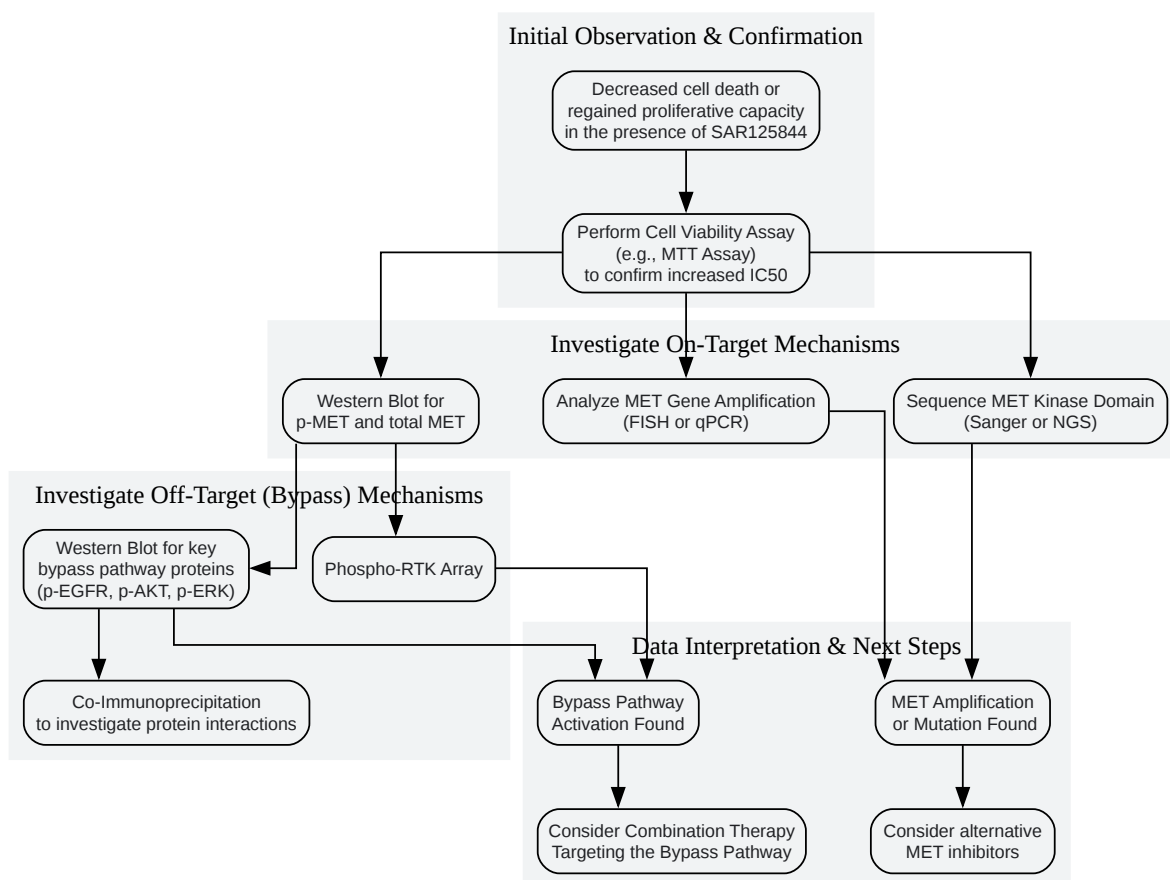 Initial Observation & Confirmation
Decreased cell death or
regained proliferative capacity
in the presence of SAR125844
Perform Cell Viability Assay
(e.g., MTT Assay)
to confirm increased IC50
Investigate On-Target Mechanisms
Western Blot for
p-MET and total MET
Analyze MET Gene Amplification
(FISH or qPCR)
Sequence MET Kinase Domain
(Sanger or NGS)
Investigate Off-Target (Bypass) Mechanisms
Western Blot for key
bypass pathway proteins
(p-EGFR, p-AKT, p-ERK)
Phospho-RTK Array
Co-Immunoprecipitation
to investigate protein interactions
Data Interpretation & Next Steps
Bypass Pathway
Activation Found
MET Amplification
or Mutation Found
Consider Combination Therapy
Targeting the Bypass Pathway
Consider alternative
MET inhibitors